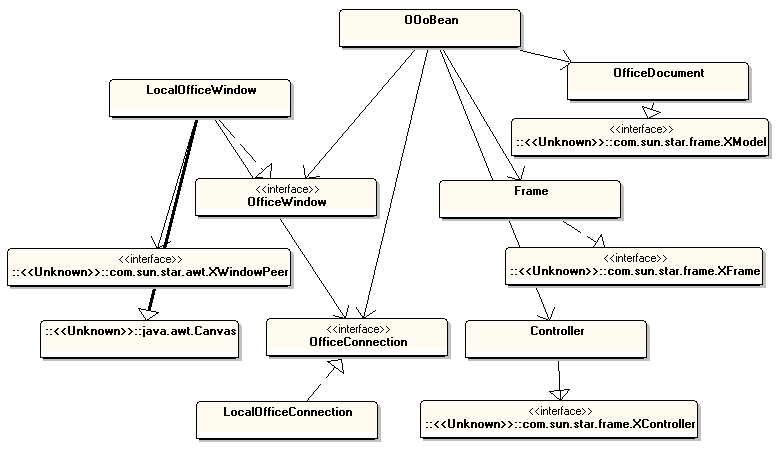 OOoBean
OfficeDocument
LocalOfficeWindow
<<interface>>
::<<Unknown>>::com.sun.star.frame.XModel
<<interface>>
OfficeWindow
Frame
<<interface>>
::<<Unknown>>::com.sun.star.awt.XWindowPeer
<<interface>>
::<<Unknown>>::com.sun.star.frame.XFrame
::<<Unknown>>::java.awt.Canvas
<<interface>>
OfficeConnection
Controller
LocalOfficeConnection
<<interface>>
::<<Unknown>>::com.sun.star.frame.XController